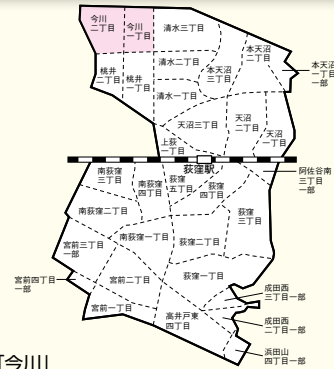 今川
二丁目
今川
一丁目
清水三丁目
本天沼
二丁目
本天沼
一丁目
一部
桃井
二丁目
桃井
一丁目
清水二丁目
本天沼
三丁目
清水一丁目
天沼三丁目
天沼
二丁目
天沼
一丁目
上荻
一丁目
荻窪駅
阿佐谷南
三丁目
一部
南荻窪
三丁目
南荻窪
四丁目
荻窪
五丁目
荻窪
四丁目
荻窪
三丁目
南荻窪二丁目
南荻窪一丁目
荻窪二丁目
宮前三丁目
一部
宮前四丁目
一部
宮前二丁目
荻窪一丁目
宮前一丁目
高井戸東
四丁目
成田西
三丁目一部
成田西
二丁目一部
浜田山
四丁目一部
町今川